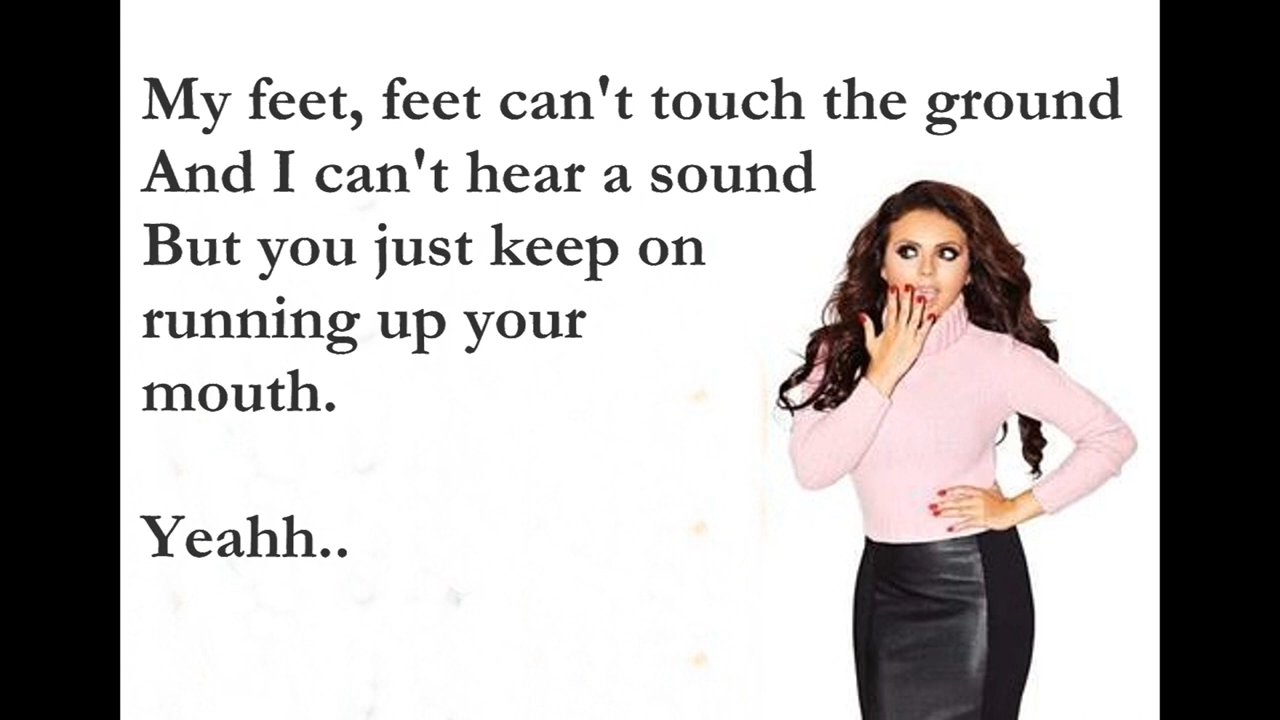 My feet, feet can't touch the ground
And I can't hear a sound
But you just keep on
running up your
mouth.
Yeahh..